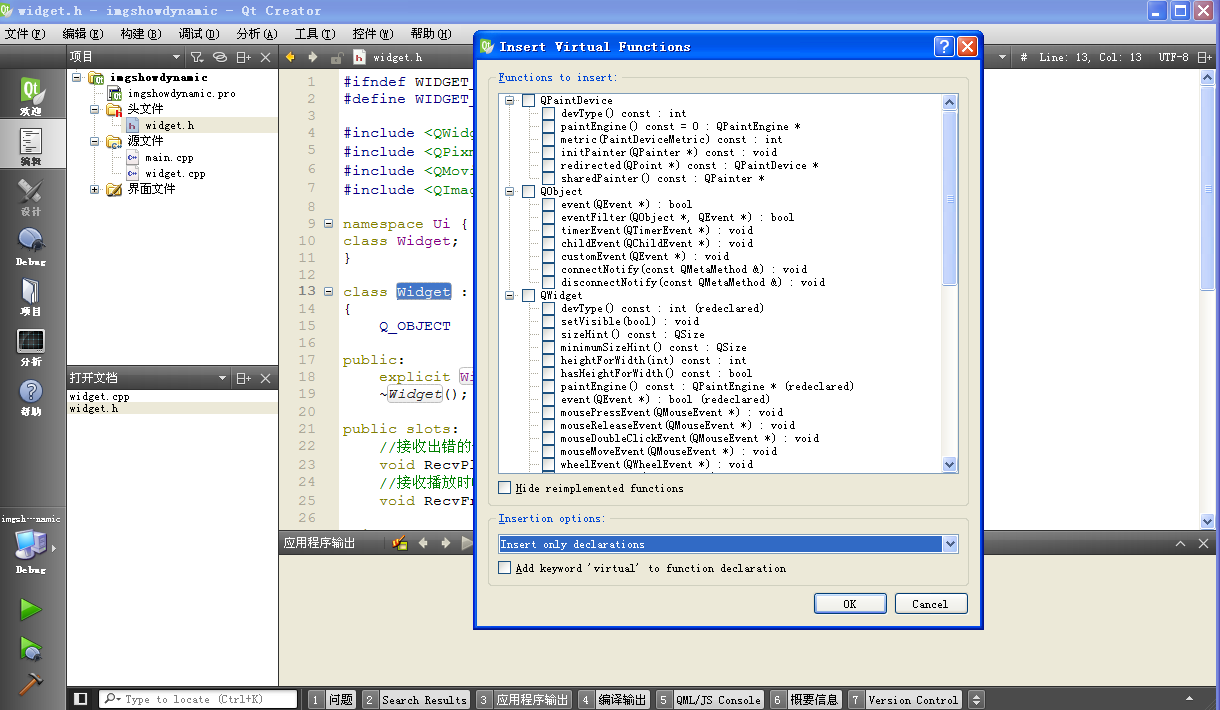 widget.h - imgshowdynamic - Qt Creator
文件(F) 编辑(E) 构建(B) 调试(D) 分析(A) 工具(T) 控件(W) 帮助(H)
项目
widget.h
# Line: 13, Col: 13 UTF-8
欢迎
编辑
设计
Debug
项目
分析
帮助
imgshowdynamic
imgshowdynamic.pro
头文件
widget.h
源文件
main.cpp
widget.cpp
界面文件
打开文档
widget.cpp
widget.h
imgsh…namic
Debug
1 #ifndef WIDGET_
2 #define WIDGET_
3
4 #include <QWid
5 #include <QPixm
6 #include <QMovi
7 #include <QImag
8
9 namespace Ui {
10 class Widget;
11 }
12
13 class Widget :
14 {
15 Q_OBJECT
16
17 public:
18 explicit Wi
19 ~Widget();
20
21 public slots:
22 //接收出错的
23 void RecvPl
24 //接收播放时
25 void RecvFr
26
应用程序输出
Insert Virtual Functions
Functions to insert:
QPaintDevice
devType() const : int
paintEngine() const = 0 : QPaintEngine *
metric(PaintDeviceMetric) const : int
initPainter(QPainter *) const : void
redirected(QPoint *) const : QPaintDevice *
sharedPainter() const : QPainter *
QObject
event(QEvent *) : bool
eventFilter(QObject *, QEvent *) : bool
timerEvent(QTimerEvent *) : void
childEvent(QChildEvent *) : void
customEvent(QEvent *) : void
connectNotify(const QMetaMethod &) : void
disconnectNotify(const QMetaMethod &) : void
QWidget
devType() const : int (redeclared)
setVisible(bool) : void
sizeHint() const : QSize
minimumSizeHint() const : QSize
heightForWidth(int) const : int
hasHeightForWidth() const : bool
paintEngine() const : QPaintEngine * (redeclared)
event(QEvent *) : bool (redeclared)
mousePressEvent(QMouseEvent *) : void
mouseReleaseEvent(QMouseEvent *) : void
mouseDoubleClickEvent(QMouseEvent *) : void
mouseMoveEvent(QMouseEvent *) : void
wheelEvent(QWheelEvent *) : void
Hide reimplemented functions
Insertion options:
Insert only declarations
Add keyword 'virtual' to function declaration
OK Cancel
Type to locate (Ctrl+K) 1 问题 2 Search Results 3 应用程序输出 4 编译输出 5 QML/JS Console 6 概要信息 7 Version Control